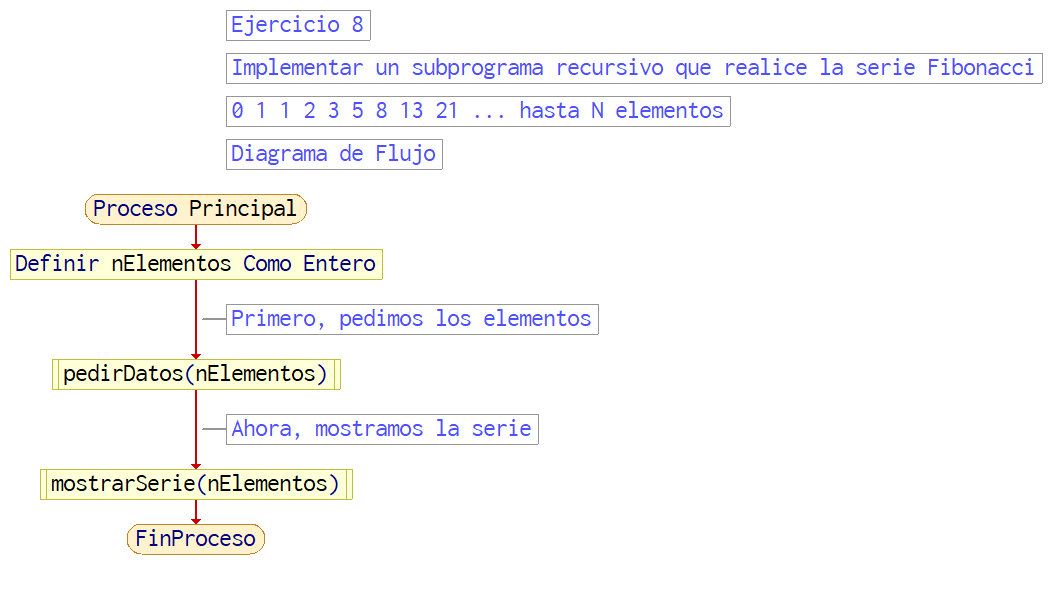 Ejercicio 8
Implementar un subprograma recursivo que realice la serie Fibonacci
0 1 1 2 3 5 8 13 21 ... hasta N elementos
Diagrama de Flujo
Proceso Principal
Definir nElementos Como Entero
Primero, pedimos los elementos
pedirDatos(nElementos)
Ahora, mostramos la serie
mostrarSerie(nElementos)
FinProceso